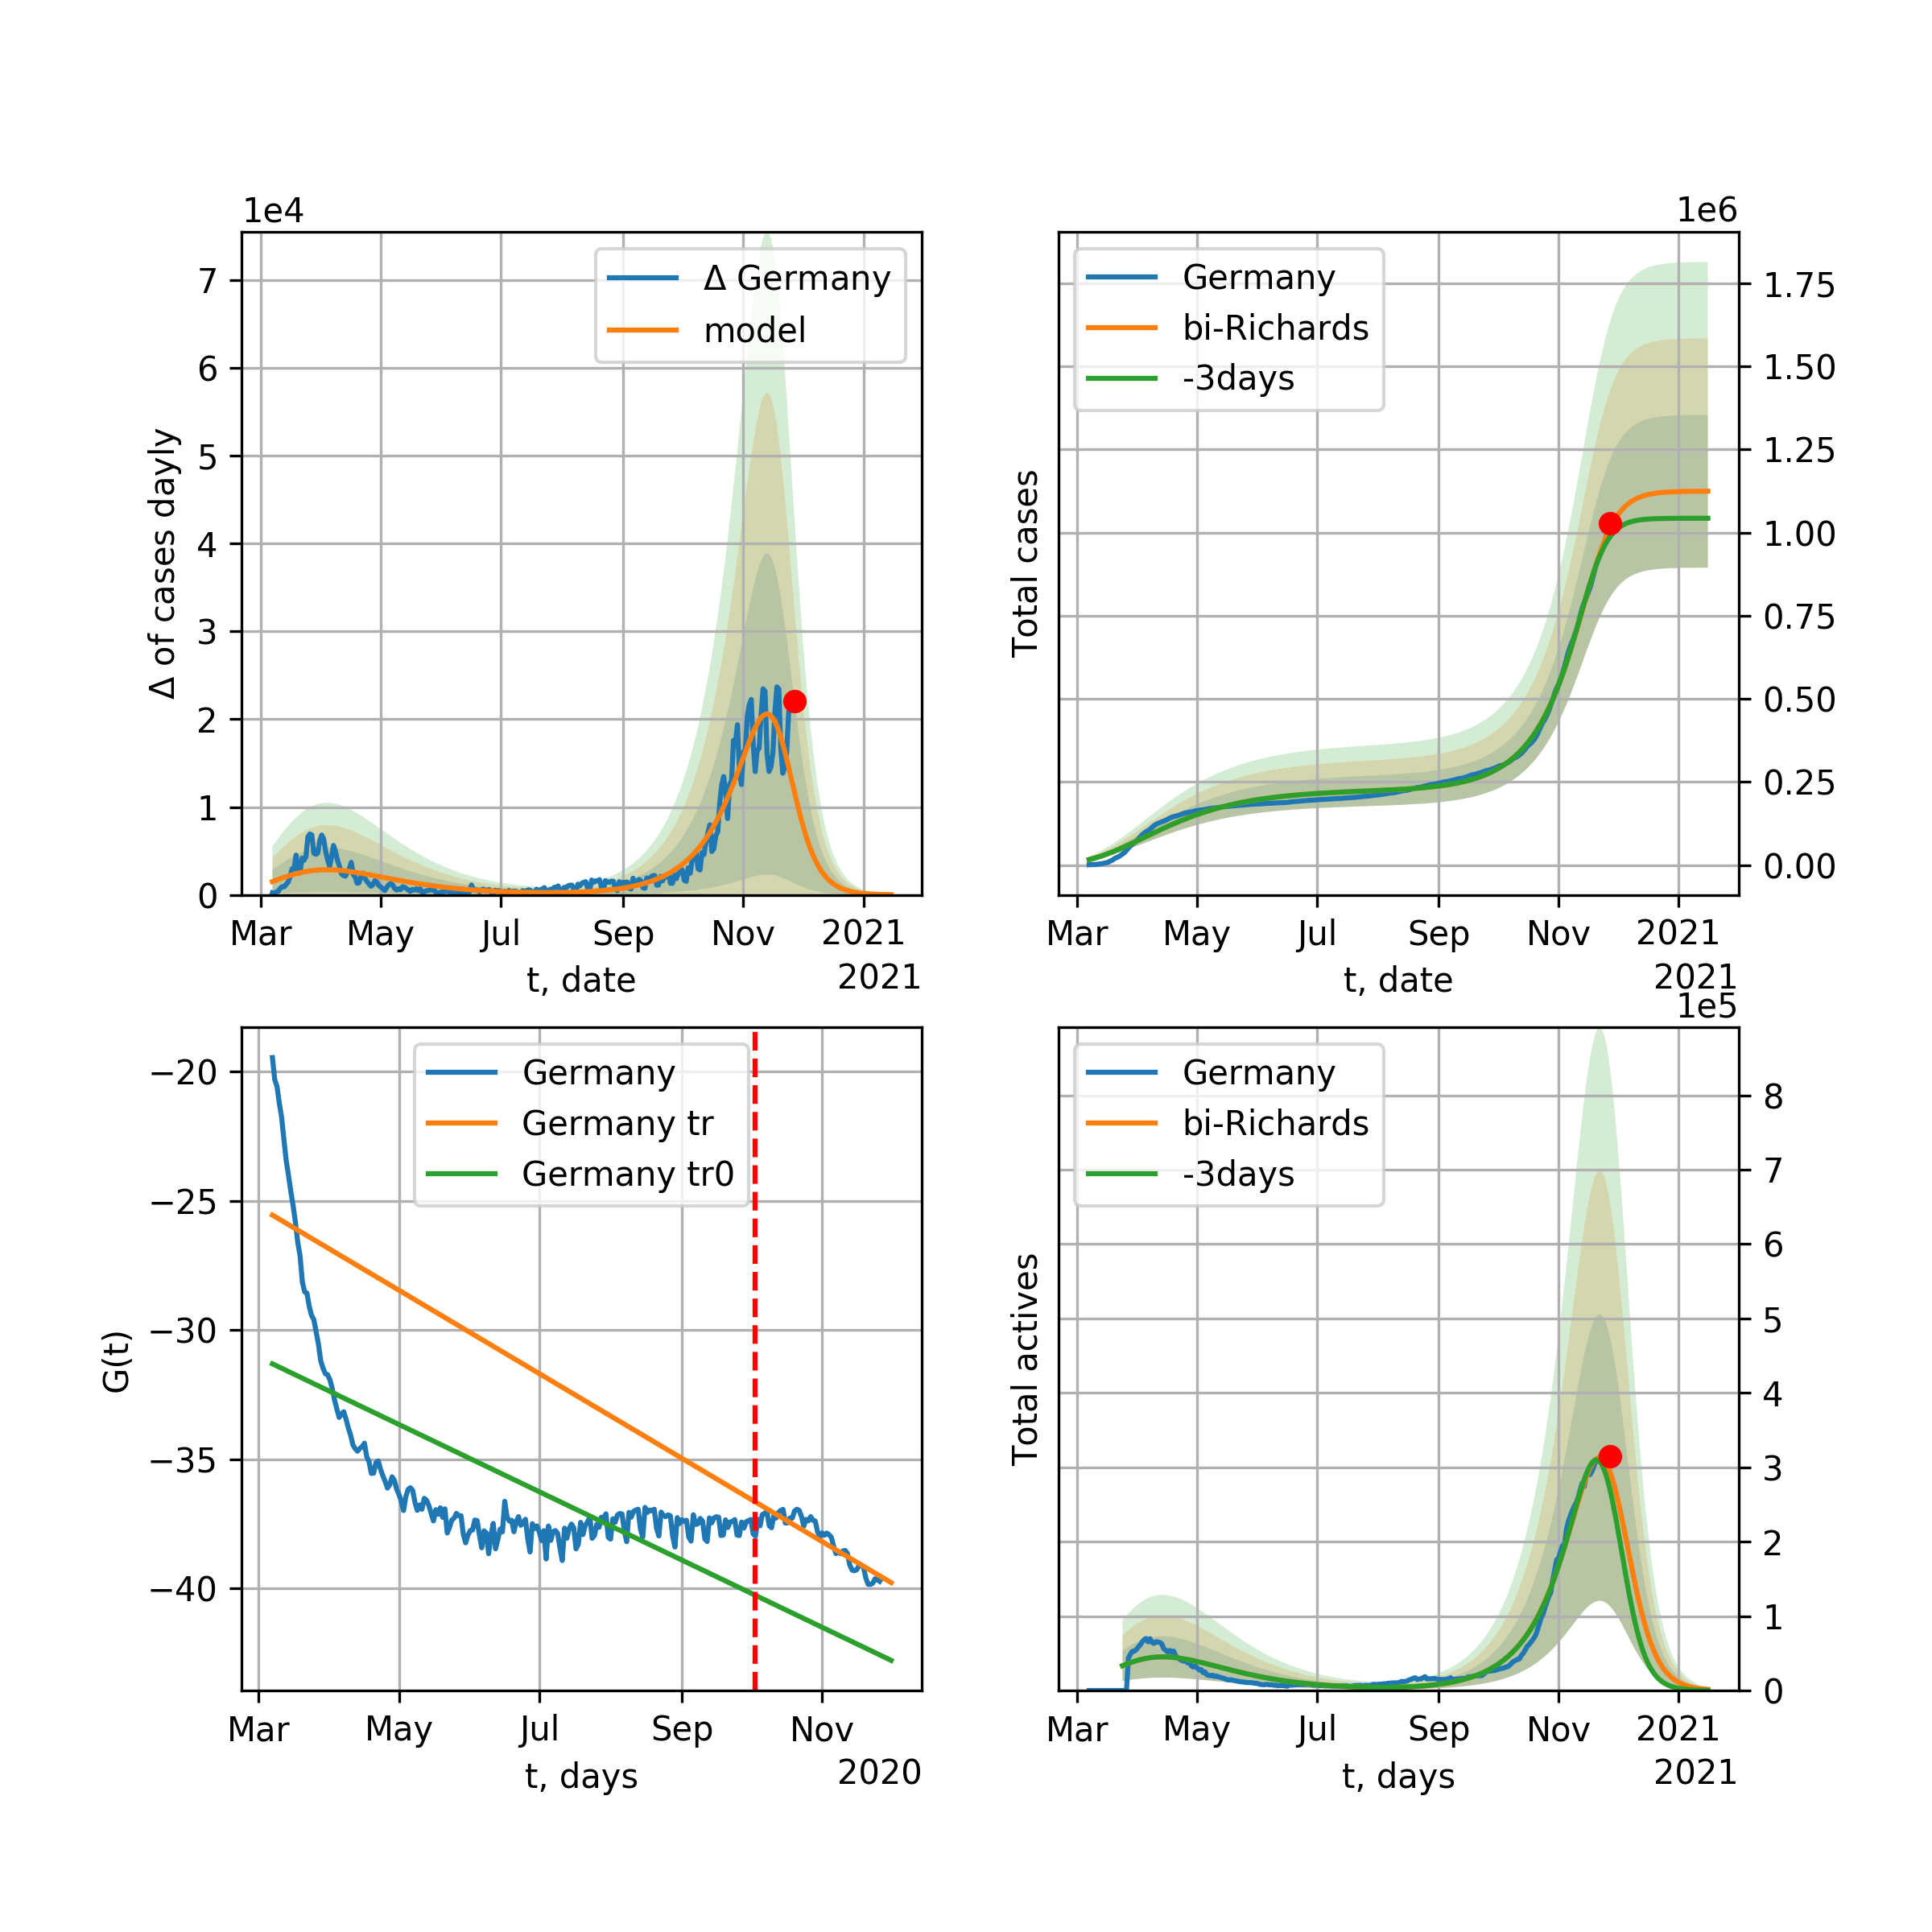 1e4
Δ of cases dayly
7
6
5
4
3
2
1
0
Δ Germany
model
Mar May Jul Sep Nov 2021
t, date
2021
1e6
Total cases
Germany
bi-Richards
-3days
1.75
1.50
1.25
1.00
0.75
0.50
0.25
0.00
Mar May Jul Sep Nov 2021
t, date
2021
G(t)
−20
−25
−30
−35
−40
Germany
Germany tr
Germany tr0
Mar May Jul Sep Nov
t, days
2020
1e5
Total actives
Germany
bi-Richards
-3days
8
7
6
5
4
3
2
1
0
Mar May Jul Sep Nov 2021
t, days
2021